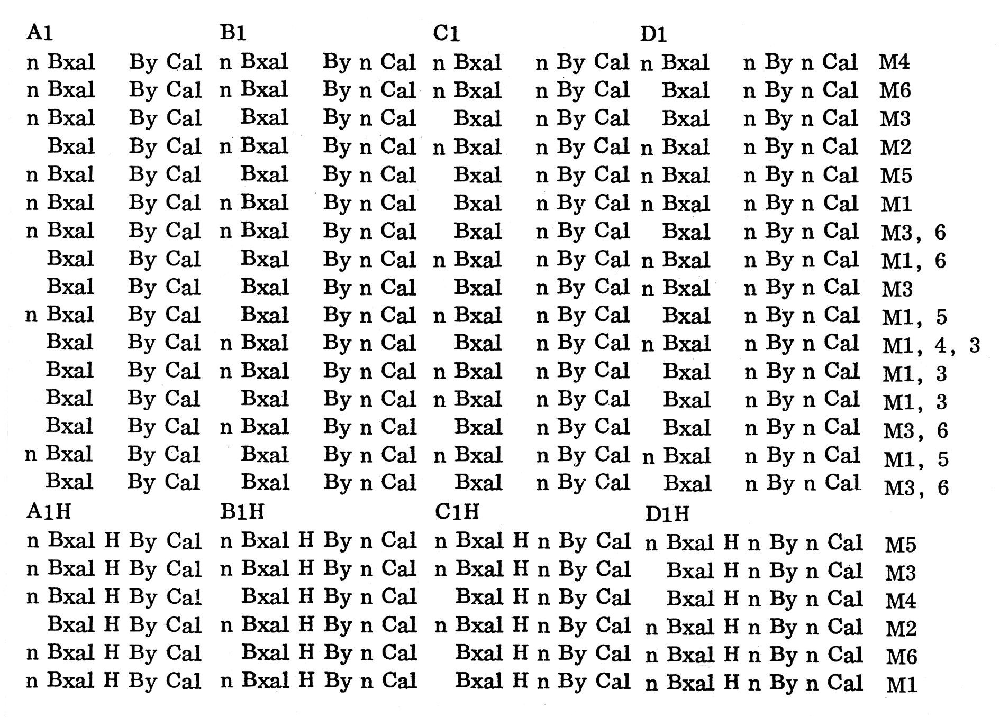 A1 B1 C1 D1
n Bxal By Cal n Bxal By n Cal n Bxal n By Cal n Bxal n By n Cal M4
n Bxal By Cal n Bxal By n Cal n Bxal n By Cal Bxal n By n Cal M6
n Bxal By Cal Bxal By n Cal Bxal n By Cal Bxal n By n Cal M3
Bxal By Cal n Bxal By n Cal n Bxal n By Cal n Bxal n By n Cal M2
n Bxal By Cal Bxal By n Cal Bxal n By Cal n Bxal n By n Cal M5
n Bxal By Cal n Bxal By n Cal Bxal n By Cal n Bxal n By n Cal M1
n Bxal By Cal n Bxal By n Cal Bxal n By Cal Bxal n By n Cal M3, 6
Bxal By Cal Bxal By n Cal n Bxal n By Cal n Bxal n By n Cal M1, 6
Bxal By Cal Bxal By n Cal Bxal n By Cal n Bxal n By n Cal M3
n Bxal By Cal Bxal By n Cal n Bxal n By Cal Bxal n By n Cal M1, 5
Bxal By Cal n Bxal By n Cal Bxal n By Cal n Bxal n By n Cal M1, 4, 3
Bxal By Cal n Bxal By n Cal n Bxal n By Cal Bxal n By n Cal M1, 3
Bxal By Cal Bxal By n Cal n Bxal n By Cal Bxal n By n Cal M1, 3
Bxal By Cal n Bxal By n Cal Bxal n By Cal Bxal n By n Cal M3, 6
n Bxal By Cal Bxal By n Cal n Bxal n By Cal n Bxal n By n Cal M1, 5
Bxal By Cal Bxal By n Cal Bxal n By Cal Bxal n By n Cal M3, 6
A1H B1H C1H D1H
n Bxal H By Cal n Bxal H By n Cal n Bxal H n By Cal n Bxal H n By n Cal M5
n Bxal H By Cal n Bxal H By n Cal n Bxal H n By Cal Bxal H n By n Cal M3
n Bxal H By Cal Bxal H By n Cal Bxal H n By Cal Bxal H n By n Cal M4
Bxal H By Cal n Bxal H By n Cal n Bxal H n By Cal n Bxal H n By n Cal M2
n Bxal H By Cal Bxal H By n Cal Bxal H n By Cal n Bxal H n By n Cal M6
n Bxal H By Cal n Bxal H By n Cal Bxal H n By Cal n Bxal H n By n Cal M1